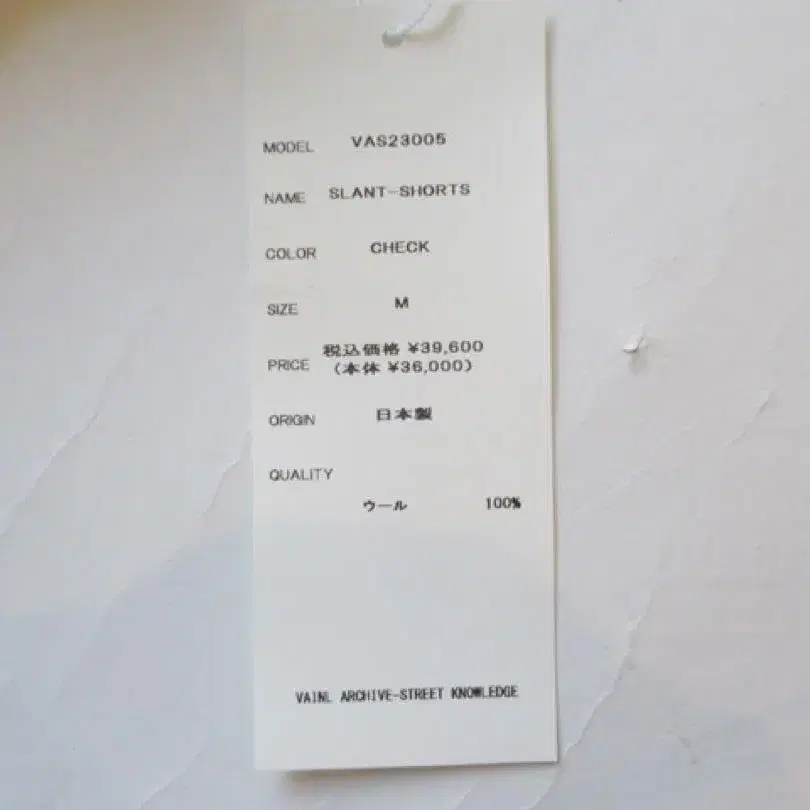 MODEL VAS23005
NAME SLANT-SHORTS
COLOR CHECK
SIZE M
PRICE 税込価格 ¥39,600
(本体 ¥36,000)
ORIGIN 日本製
QUALITY
ウール 100%
VAINL ARCHIVE-STREET KNOWLEDGE